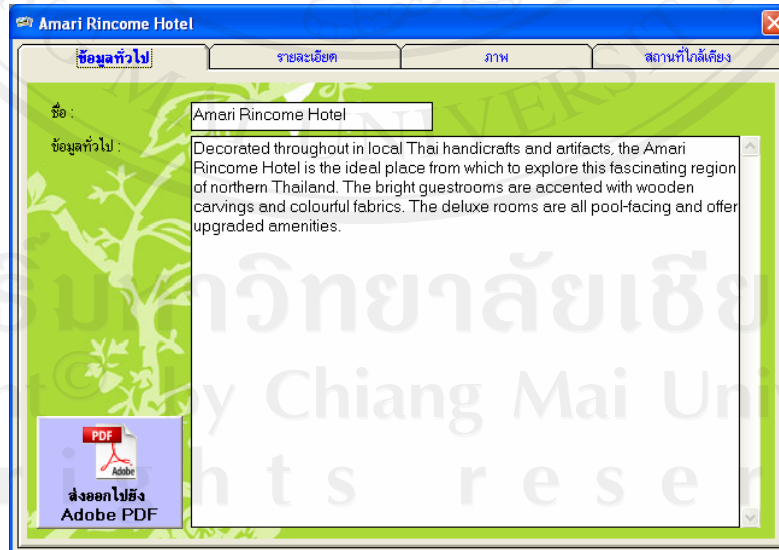 Amari Rincome Hotel
ข้อมูลทั่วไป
รายละเอียด
ภาพ
สถานที่ใกล้เคียง
ชื่อ :
Amari Rincome Hotel
ข้อมูลทั่วไป :
Decorated throughout in local Thai handicrafts and artifacts, the Amari
Rincome Hotel is the ideal place from which to explore this fascinating region
of northern Thailand. The bright guestrooms are accented with wooden
carvings and colourful fabrics. The deluxe rooms are all pool-facing and offer
upgraded amenities.
PDF
Adobe
ส่งออกไปยัง
Adobe PDF
by Chiang Mai